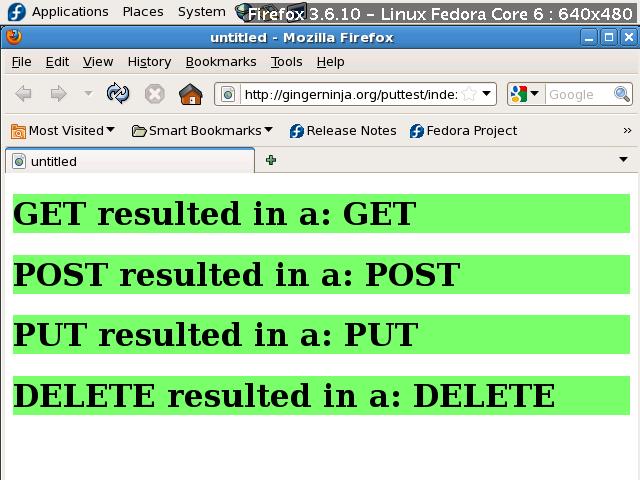 Applications Places System Firefox 3.6.10 - Linux Fedora Core 6 : 640x480
untitled - Mozilla Firefox
File Edit View History Bookmarks Tools Help
http://gingerninja.org/puttest/index Google
Most Visited Smart Bookmarks Release Notes Fedora Project »
untitled
GET resulted in a: GET
POST resulted in a: POST
PUT resulted in a: PUT
DELETE resulted in a: DELETE